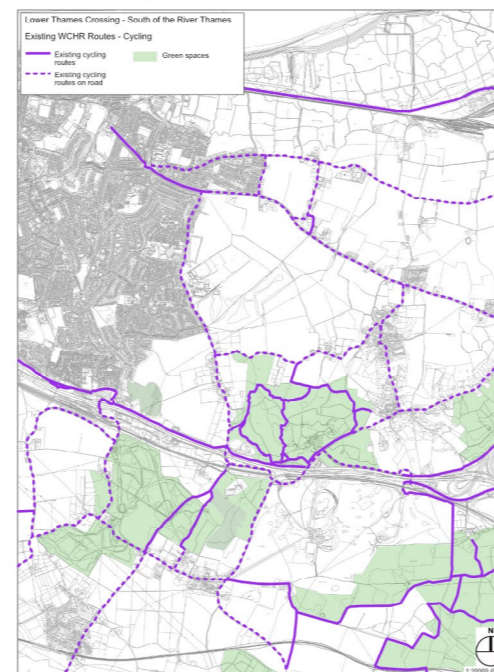 Lower Thames Crossing - South of the River Thames
Existing WCHR Routes - Cycling
Existing cycling
routes
Green spaces
Existing cycling
routes on road
N